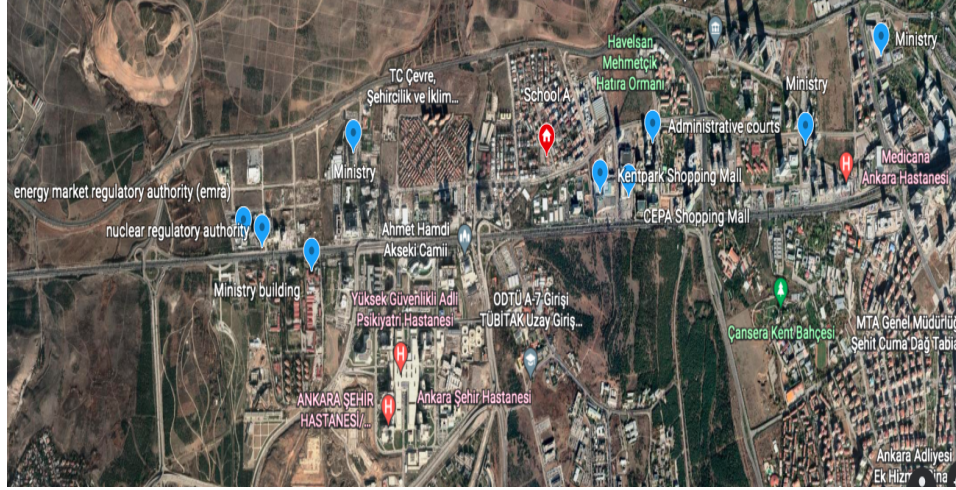 Ministry
Havelsan
Mehmetçik
Hatıra Ormanı
TC Çevre,
Şehircilik ve İklim...
School A
Ministry
Administrative courts
Medicana
Ankara Hastanesi
Ministry
Kentpark Shopping Mall
energy market regulatory authority (emra)
CEPA Shopping Mall
nuclear regulatory authority
Ahmet Hamdi
Akseki Camii
Ministry building
Yüksek Güvenlikli Adli
Psikiyatri Hastanesi
ODTÜ A-7 Girişi
TÜBİTAK Uzay Giriş...
Çansera Kent Bahçesi
MTA Genel Müdürlüğ
Şehit Cuma Dağ Tabia
ANKARA ŞEHİR
HASTANESİ/...
Ankara Şehir Hastanesi
Ankara Adliyesi
Ek Hizm